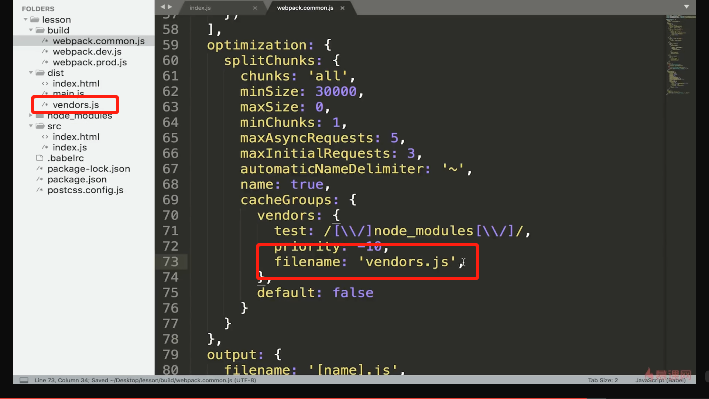 FOLDERS
lesson
build
webpack.common.js
webpack.dev.js
webpack.prod.js
dist
index.html
main.js
vendors.js
node_modules
src
index.html
index.js
.babelrc
package-lock.json
package.json
postcss.config.js
index.js
webpack.common.js
57 })
58 ],
59 optimization: {
60 splitChunks: {
61 chunks: 'all',
62 minSize: 30000,
63 maxSize: 0,
64 minChunks: 1,
65 maxAsyncRequests: 5,
66 maxInitialRequests: 3,
67 automaticNameDelimiter: '~',
68 name: true,
69 cacheGroups: {
70 vendors: {
71 test: /[\\/]node_modules[\\/]/,
72 priority: -10,
73 filename: 'vendors.js',
74 },
75 default: false
76 }
77 }
78 },
79 output: {
80 filename: '[name].js',
Line 73, Column 34; Saved ~/Desktop/lesson/build/webpack.common.js (UTF-8)
Tab Size: 2
JavaScript (Babel)